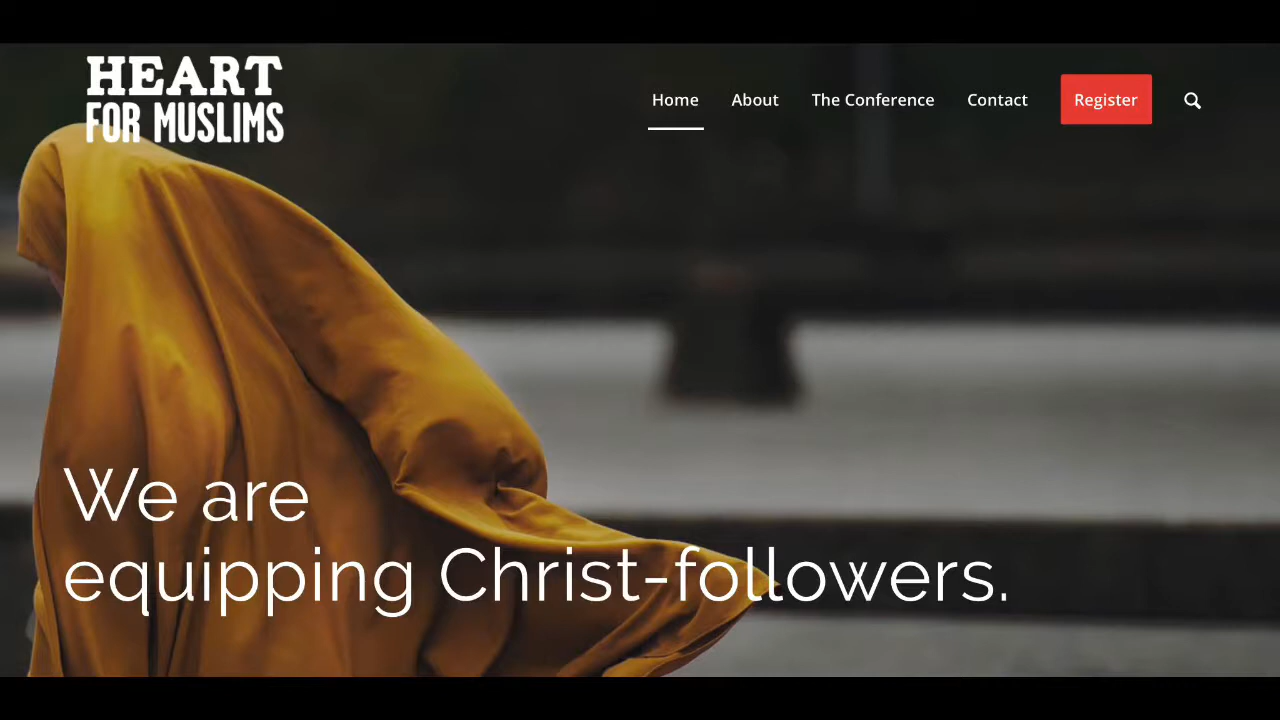 HEART
FOR MUSLIMS
Home About The Conference Contact Register
We are
equipping Christ-followers.